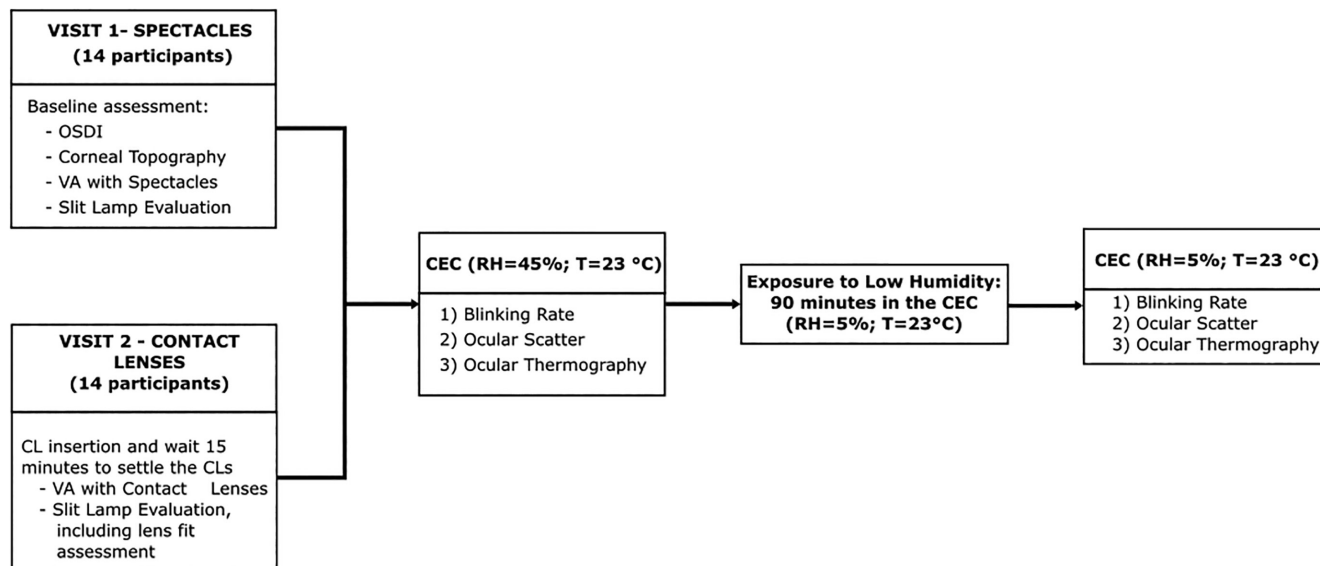 VISIT 1- SPECTACLES
(14 participants)
Baseline assessment:
- OSDI
- Corneal Topography
- VA with Spectacles
- Slit Lamp Evaluation
VISIT 2 - CONTACT
LENSES
(14 participants)
CL insertion and wait 15
minutes to settle the CLs
- VA with Contact Lenses
- Slit Lamp Evaluation,
including lens fit
assessment
CEC (RH=45%; T=23 °C)
1) Blinking Rate
2) Ocular Scatter
3) Ocular Thermography
Exposure to Low Humidity:
90 minutes in the CEC
(RH=5%; T=23°C)
CEC (RH=5%; T=23 °C)
1) Blinking Rate
2) Ocular Scatter
3) Ocular Thermography